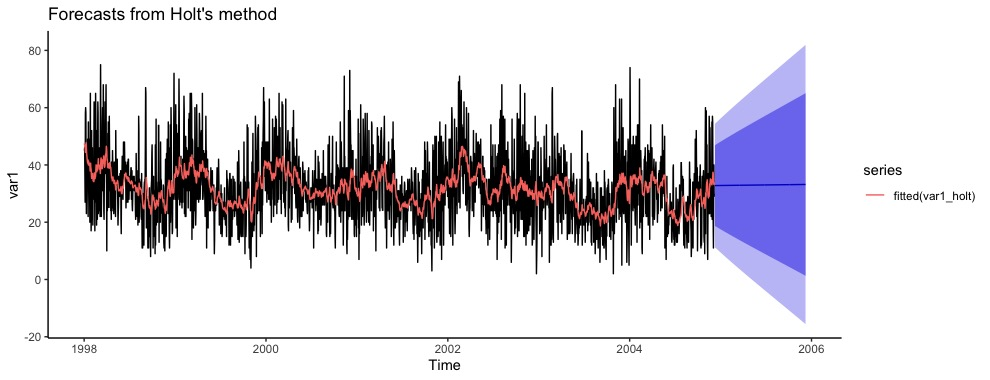 Forecasts from Holt's method
80
60
40
20
0
-20
var1
1998
2000
2002
2004
2006
Time
series
fitted(var1_holt)